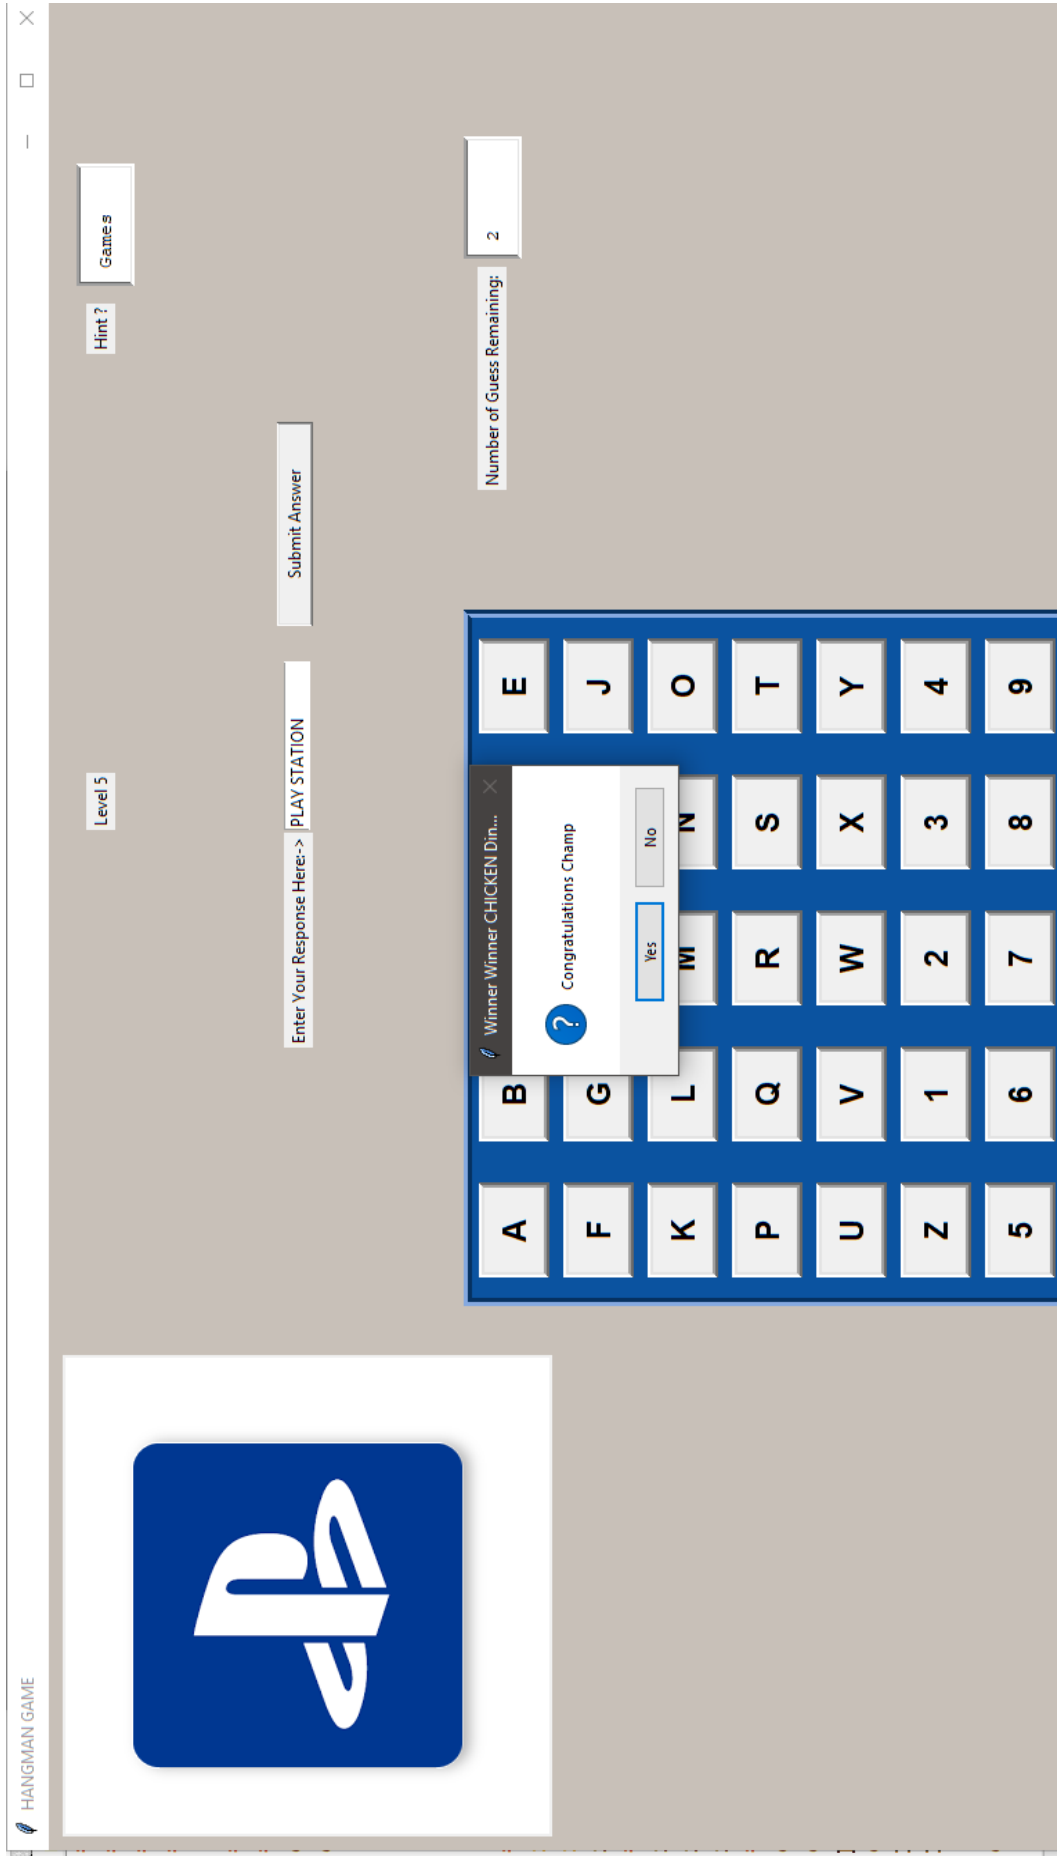 HANGMAN GAME
Level 5
Hint ?
Games
Enter Your Response Here:->
PLAY STATION
Submit Answer
Number of Guess Remaining:
2
Winner Winner CHICKEN Din...
Congratulations Champ
Yes
No
A B E
F G J
K L M N O
P Q R S T
U V W X Y
Z 1 2 3 4
5 6 7 8 9